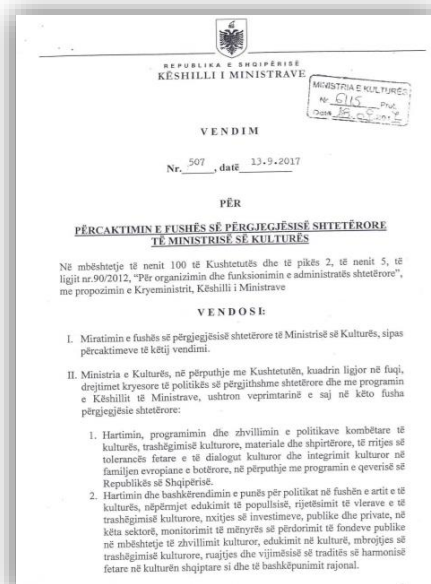 REPUBLIKA E SHQIPËRISË
KËSHILLI I MINISTRAVE
MINISTRIA E KULTURËS
Nr. 6115 Prot.
Datë
VENDIM
Nr. 507, datë 13.9.2017
PËR
PËRCAKTIMIN E FUSHËS SË PËRGJEGJËSISË SHTETËRORE
TË MINISTRISË SË KULTURËS
Në mbështetje të nenit 100 të Kushtetutës dhe të pikës 2, të nenit 5, të
ligjit nr.90/2012, “Për organizimin dhe funksionimin e administratës shtetërore”,
me propozimin e Kryeministrit, Këshilli i Ministrave
VENDOSI:
I. Miratimin e fushës së përgjegjësisë shtetërore të Ministrisë së Kulturës, sipas
përcaktimeve të këtij vendimi.
II. Ministria e Kulturës, në përputhje me Kushtetutën, kuadrin ligjor në fuqi,
drejtimet kryesore të politikës së përgjithshme shtetërore dhe me programin
e Këshillit të Ministrave, ushtron veprimtarinë e saj në këto fusha
përgjegjësie shtetërore:
1. Hartimin, programimin dhe zhvillimin e politikave kombëtare të
kulturës, trashëgimisë kulturore, materiale dhe shpirtërore, të rritjes së
tolerancës fetare e të dialogut kulturor dhe integrimit kulturor në
familjen evropiane e botërore, në përputhje me programin e qeverisë së
Republikës së Shqipërisë.
2. Hartimin dhe bashkërendimin e punës për politikat në fushën e artit e të
kulturës, nëpërmjet edukimit të popullsisë, rijetësimit të vlerave e të
trashëgimisë kulturore, nxitjes së investimeve, publike dhe private, në
këta sektorë, monitorimit të mënyrës së përdorimit të fondeve publike
në mbështetje të zhvillimit kulturor, edukimit në kulturë, mbrojtjes së
trashëgimisë kulturore, ruajtjes dhe vijimësisë së traditës së harmonisë
fetare në kulturën shqiptare si dhe të bashkëpunimit rajonal.